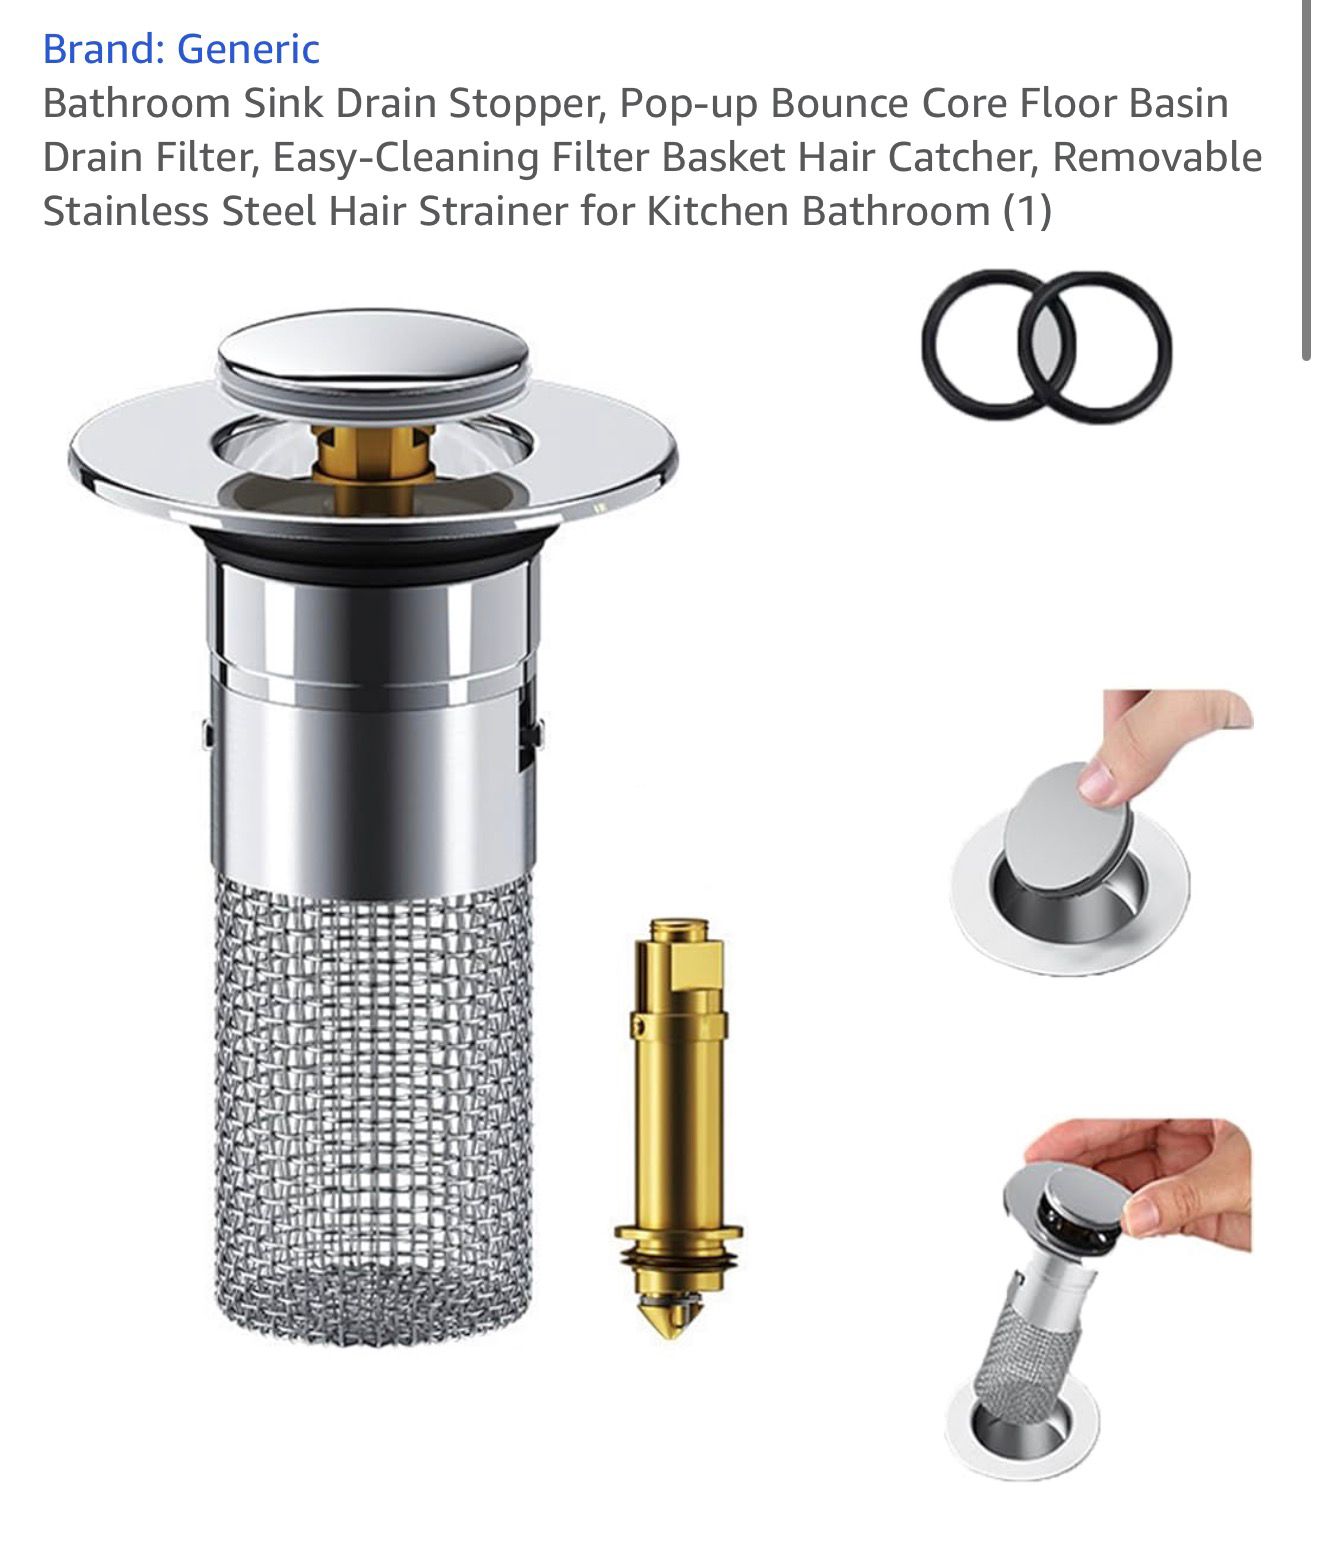 Brand: Generic
Bathroom Sink Drain Stopper, Pop-up Bounce Core Floor Basin
Drain Filter, Easy-Cleaning Filter Basket Hair Catcher, Removable
Stainless Steel Hair Strainer for Kitchen Bathroom (1)